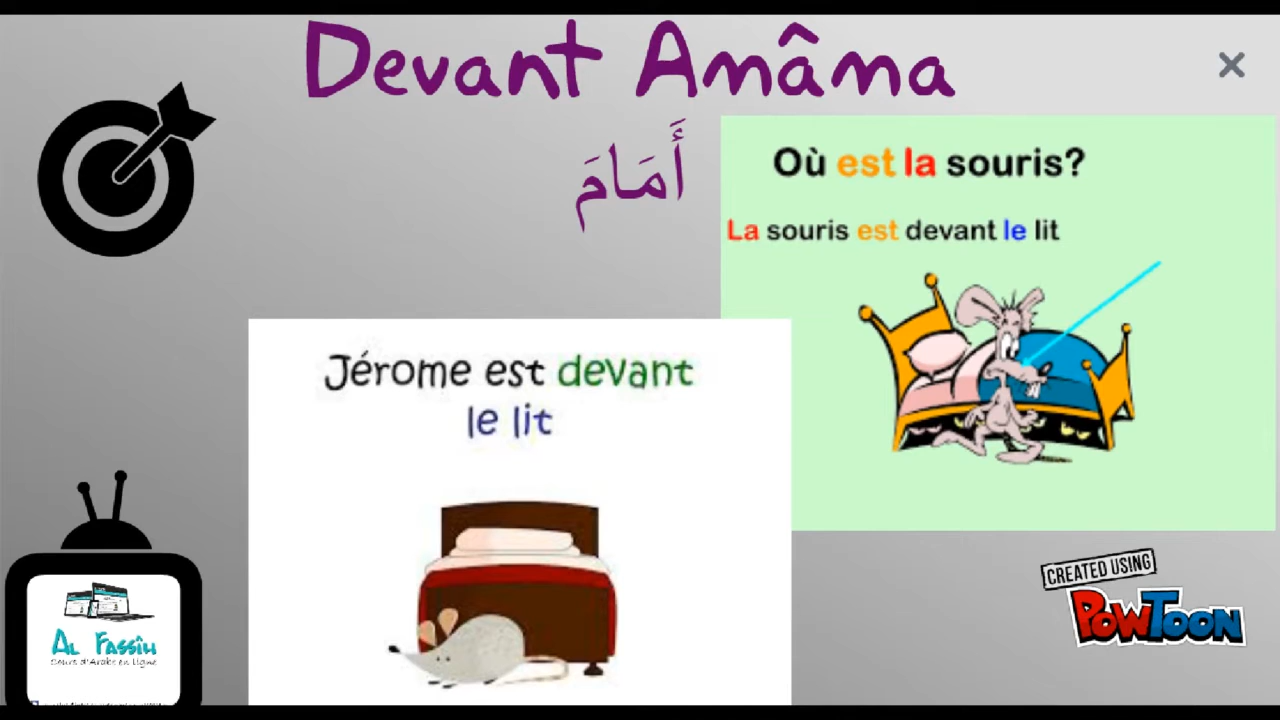 Devant Amâma
أَمَامَ
Où est la souris?
La souris est devant le lit
Jérome est devant
le lit
Al Fassîh
Cours d'Arabe en ligne
CREATED USING
POWTOON